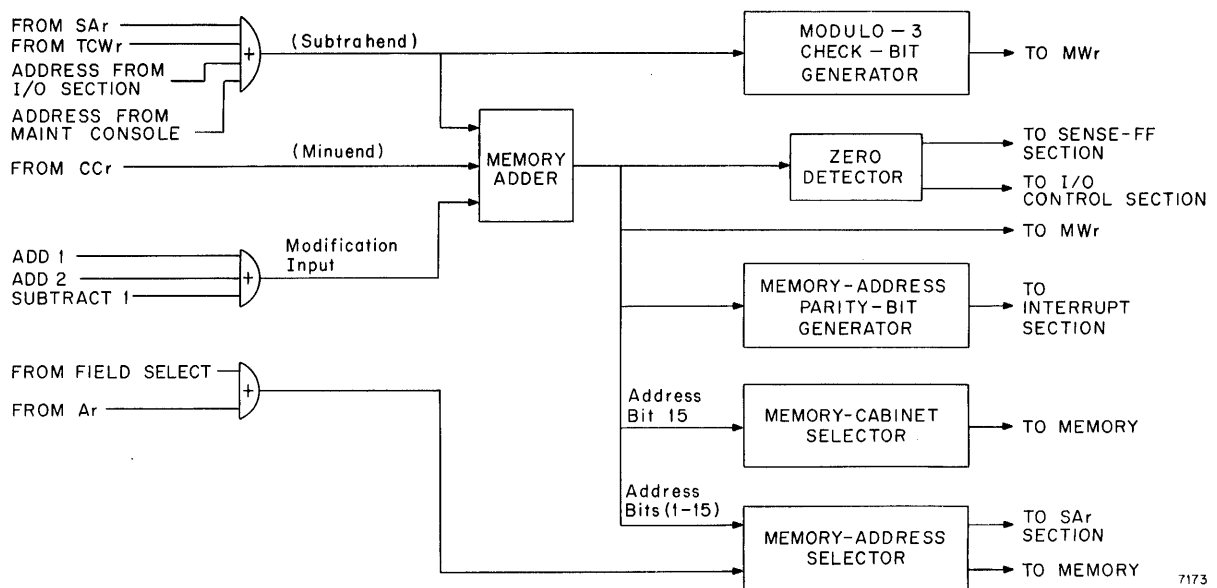 FROM SAr
FROM TCWr
ADDRESS FROM
I/O SECTION
ADDRESS FROM
MAINT CONSOLE
+
(Subtrahend)
MODULO-3
CHECK-BIT
GENERATOR
TO MWr
FROM CCr
(Minuend)
MEMORY
ADDER
ZERO
DETECTOR
TO SENSE-FF
SECTION
TO I/O
CONTROL SECTION
TO MWr
ADD 1
ADD 2
SUBTRACT 1
+
Modification
Input
MEMORY-ADDRESS
PARITY-BIT
GENERATOR
TO
INTERRUPT
SECTION
FROM FIELD SELECT
FROM Ar
+
Address
Bit 15
MEMORY-CABINET
SELECTOR
TO MEMORY
Address
Bits (1-15)
MEMORY-ADDRESS
SELECTOR
TO SAr
SECTION
TO MEMORY
7173